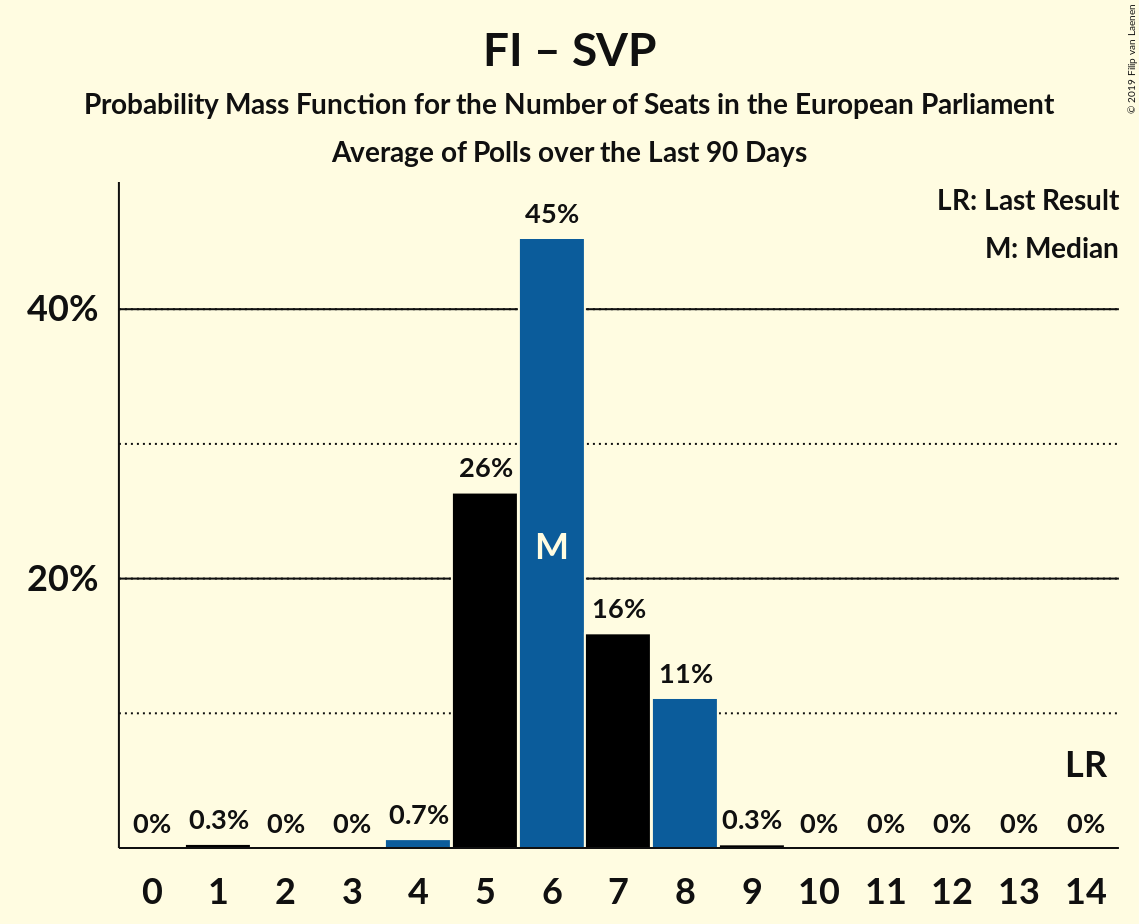 FI – SVP
Probability Mass Function for the Number of Seats in the European Parliament
Average of Polls over the Last 90 Days
© 2019 Filip van Laenen
LR: Last Result
M: Median
45%
40%
26%
M
20%
16%
11%
LR
0% 0.3% 0% 0% 0.7% 0.3% 0% 0% 0% 0% 0%
0 1 2 3 4 5 6 7 8 9 10 11 12 13 14